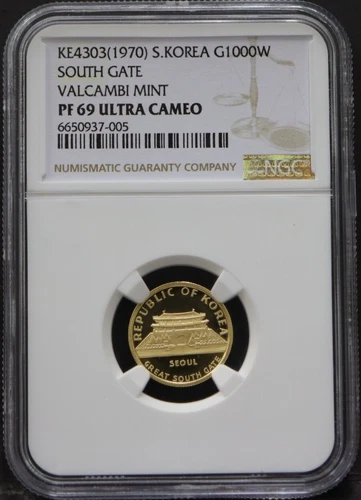 KE4303(1970) S.KOREA G1000W
SOUTH GATE
VALCAMBI MINT
PF 69 ULTRA CAMEO
6650937-005
NUMISMATIC GUARANTY COMPANY
NGC
REPUBLIC OF KOREA
SEOUL
GREAT SOUTH GATE